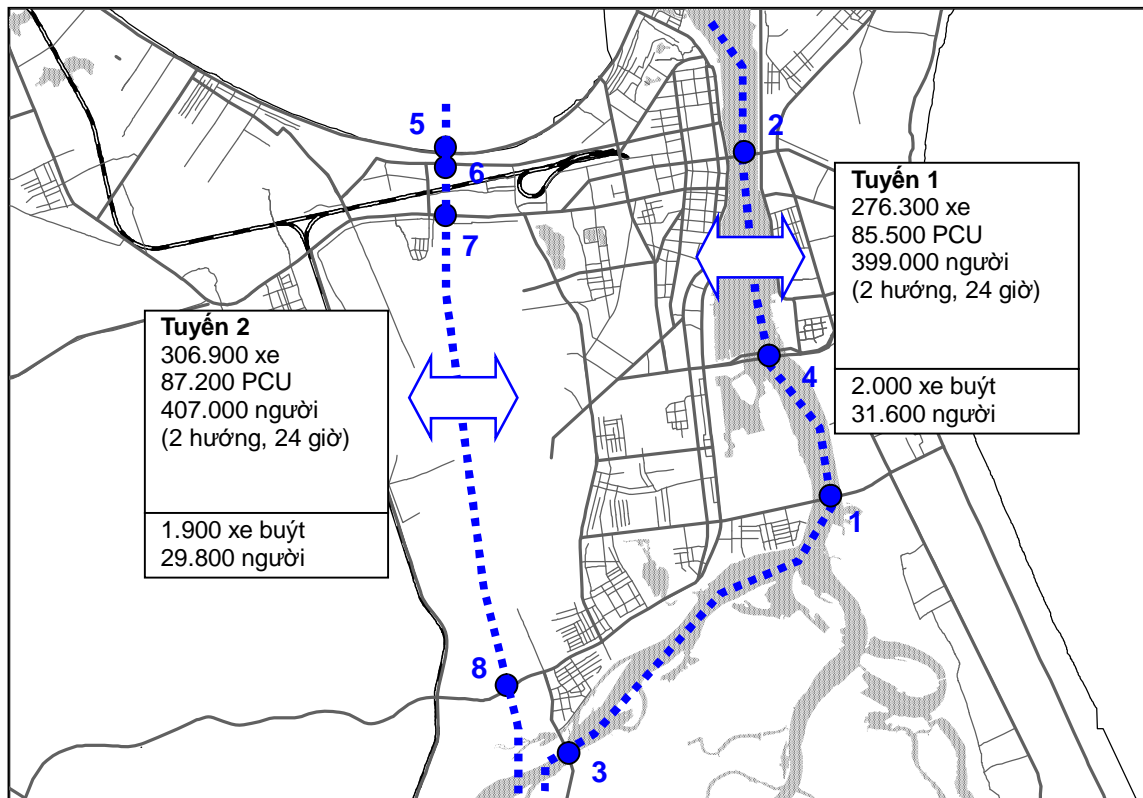 5
2
6
7
Tuyến 1
276.300 xe
85.500 PCU
399.000 người
(2 hướng, 24 giờ)
2.000 xe buýt
31.600 người
Tuyến 2
306.900 xe
87.200 PCU
407.000 người
(2 hướng, 24 giờ)
1.900 xe buýt
29.800 người
4
1
8
3